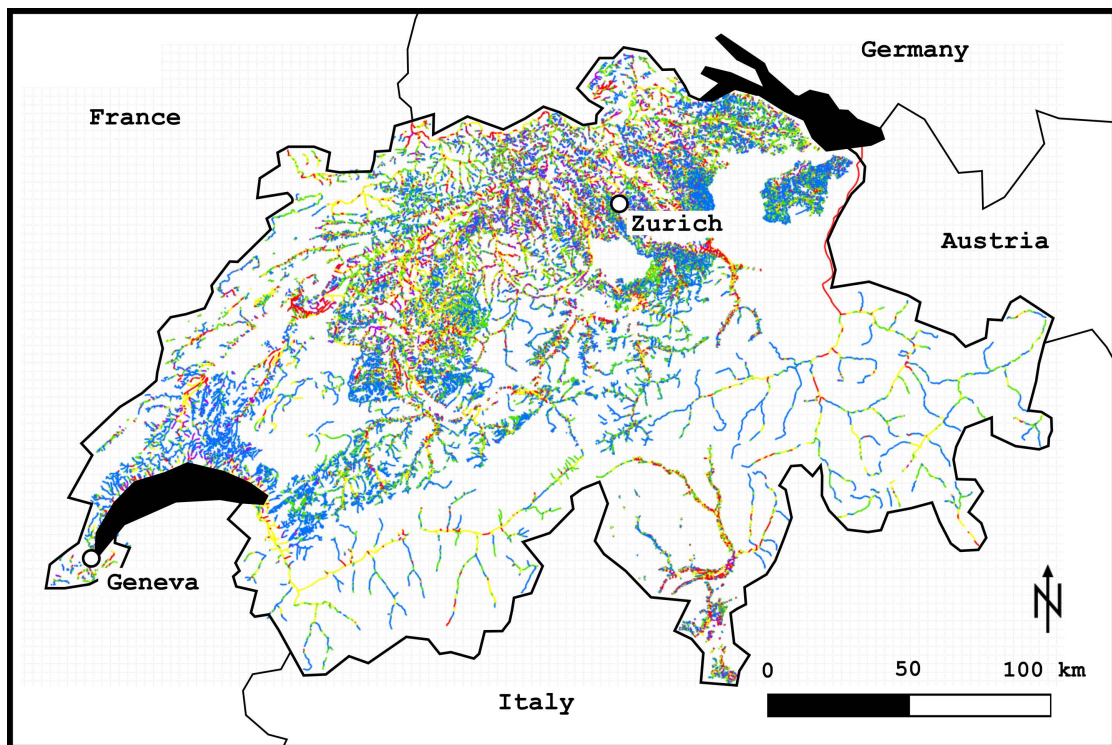 Germany
France
Zurich
Austria
Geneva
N
0 50 100 km
Italy